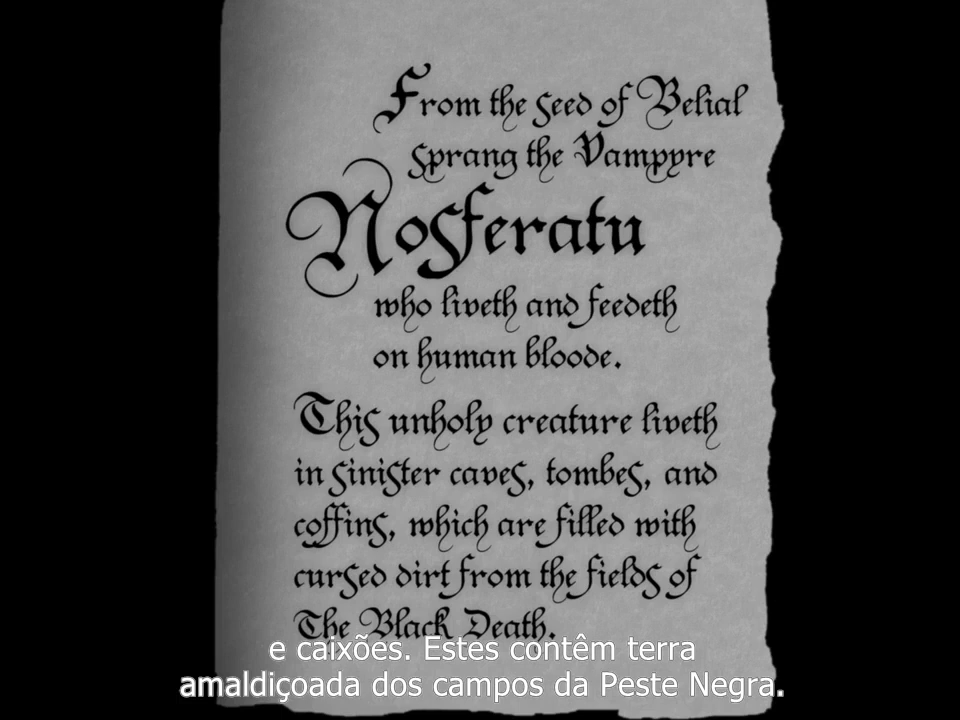 From the seed of Belial
sprang the Vampyre
Nosferatu
who liveth and feedeth
on human bloode.
This unholy creature liveth
in sinister caves, tombes, and
coffins, which are filled with
cursed dirt from the fields of
The Black Death.
e caixões. Estes contêm terra
amaldiçoada dos campos da Peste Negra.